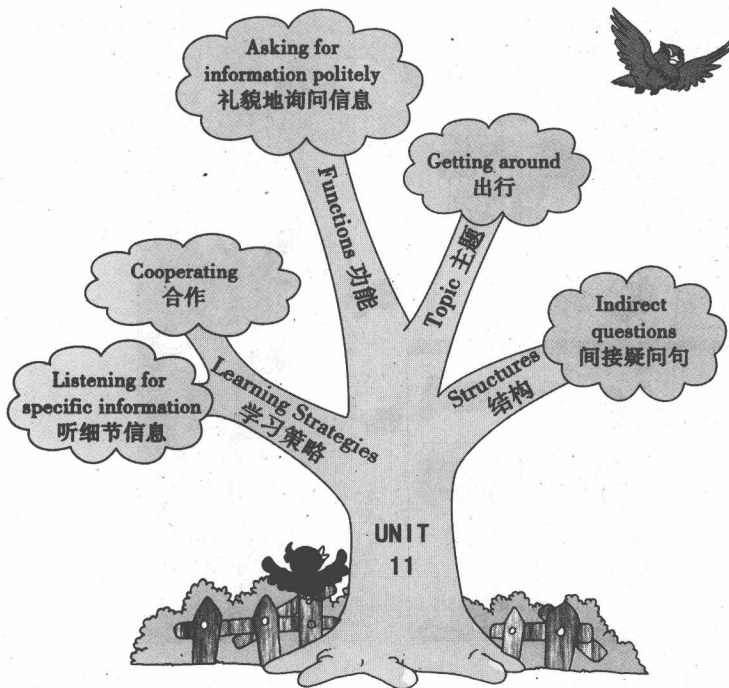 Asking for
information politely
礼貌地询问信息
Functions 功能
Getting around
出行
Topic 主题
Cooperating
合作
Listening for
specific information
听细节信息
Learning Strategies
学习策略
Indirect
questions
间接疑问句
Structures
结构
UNIT
11